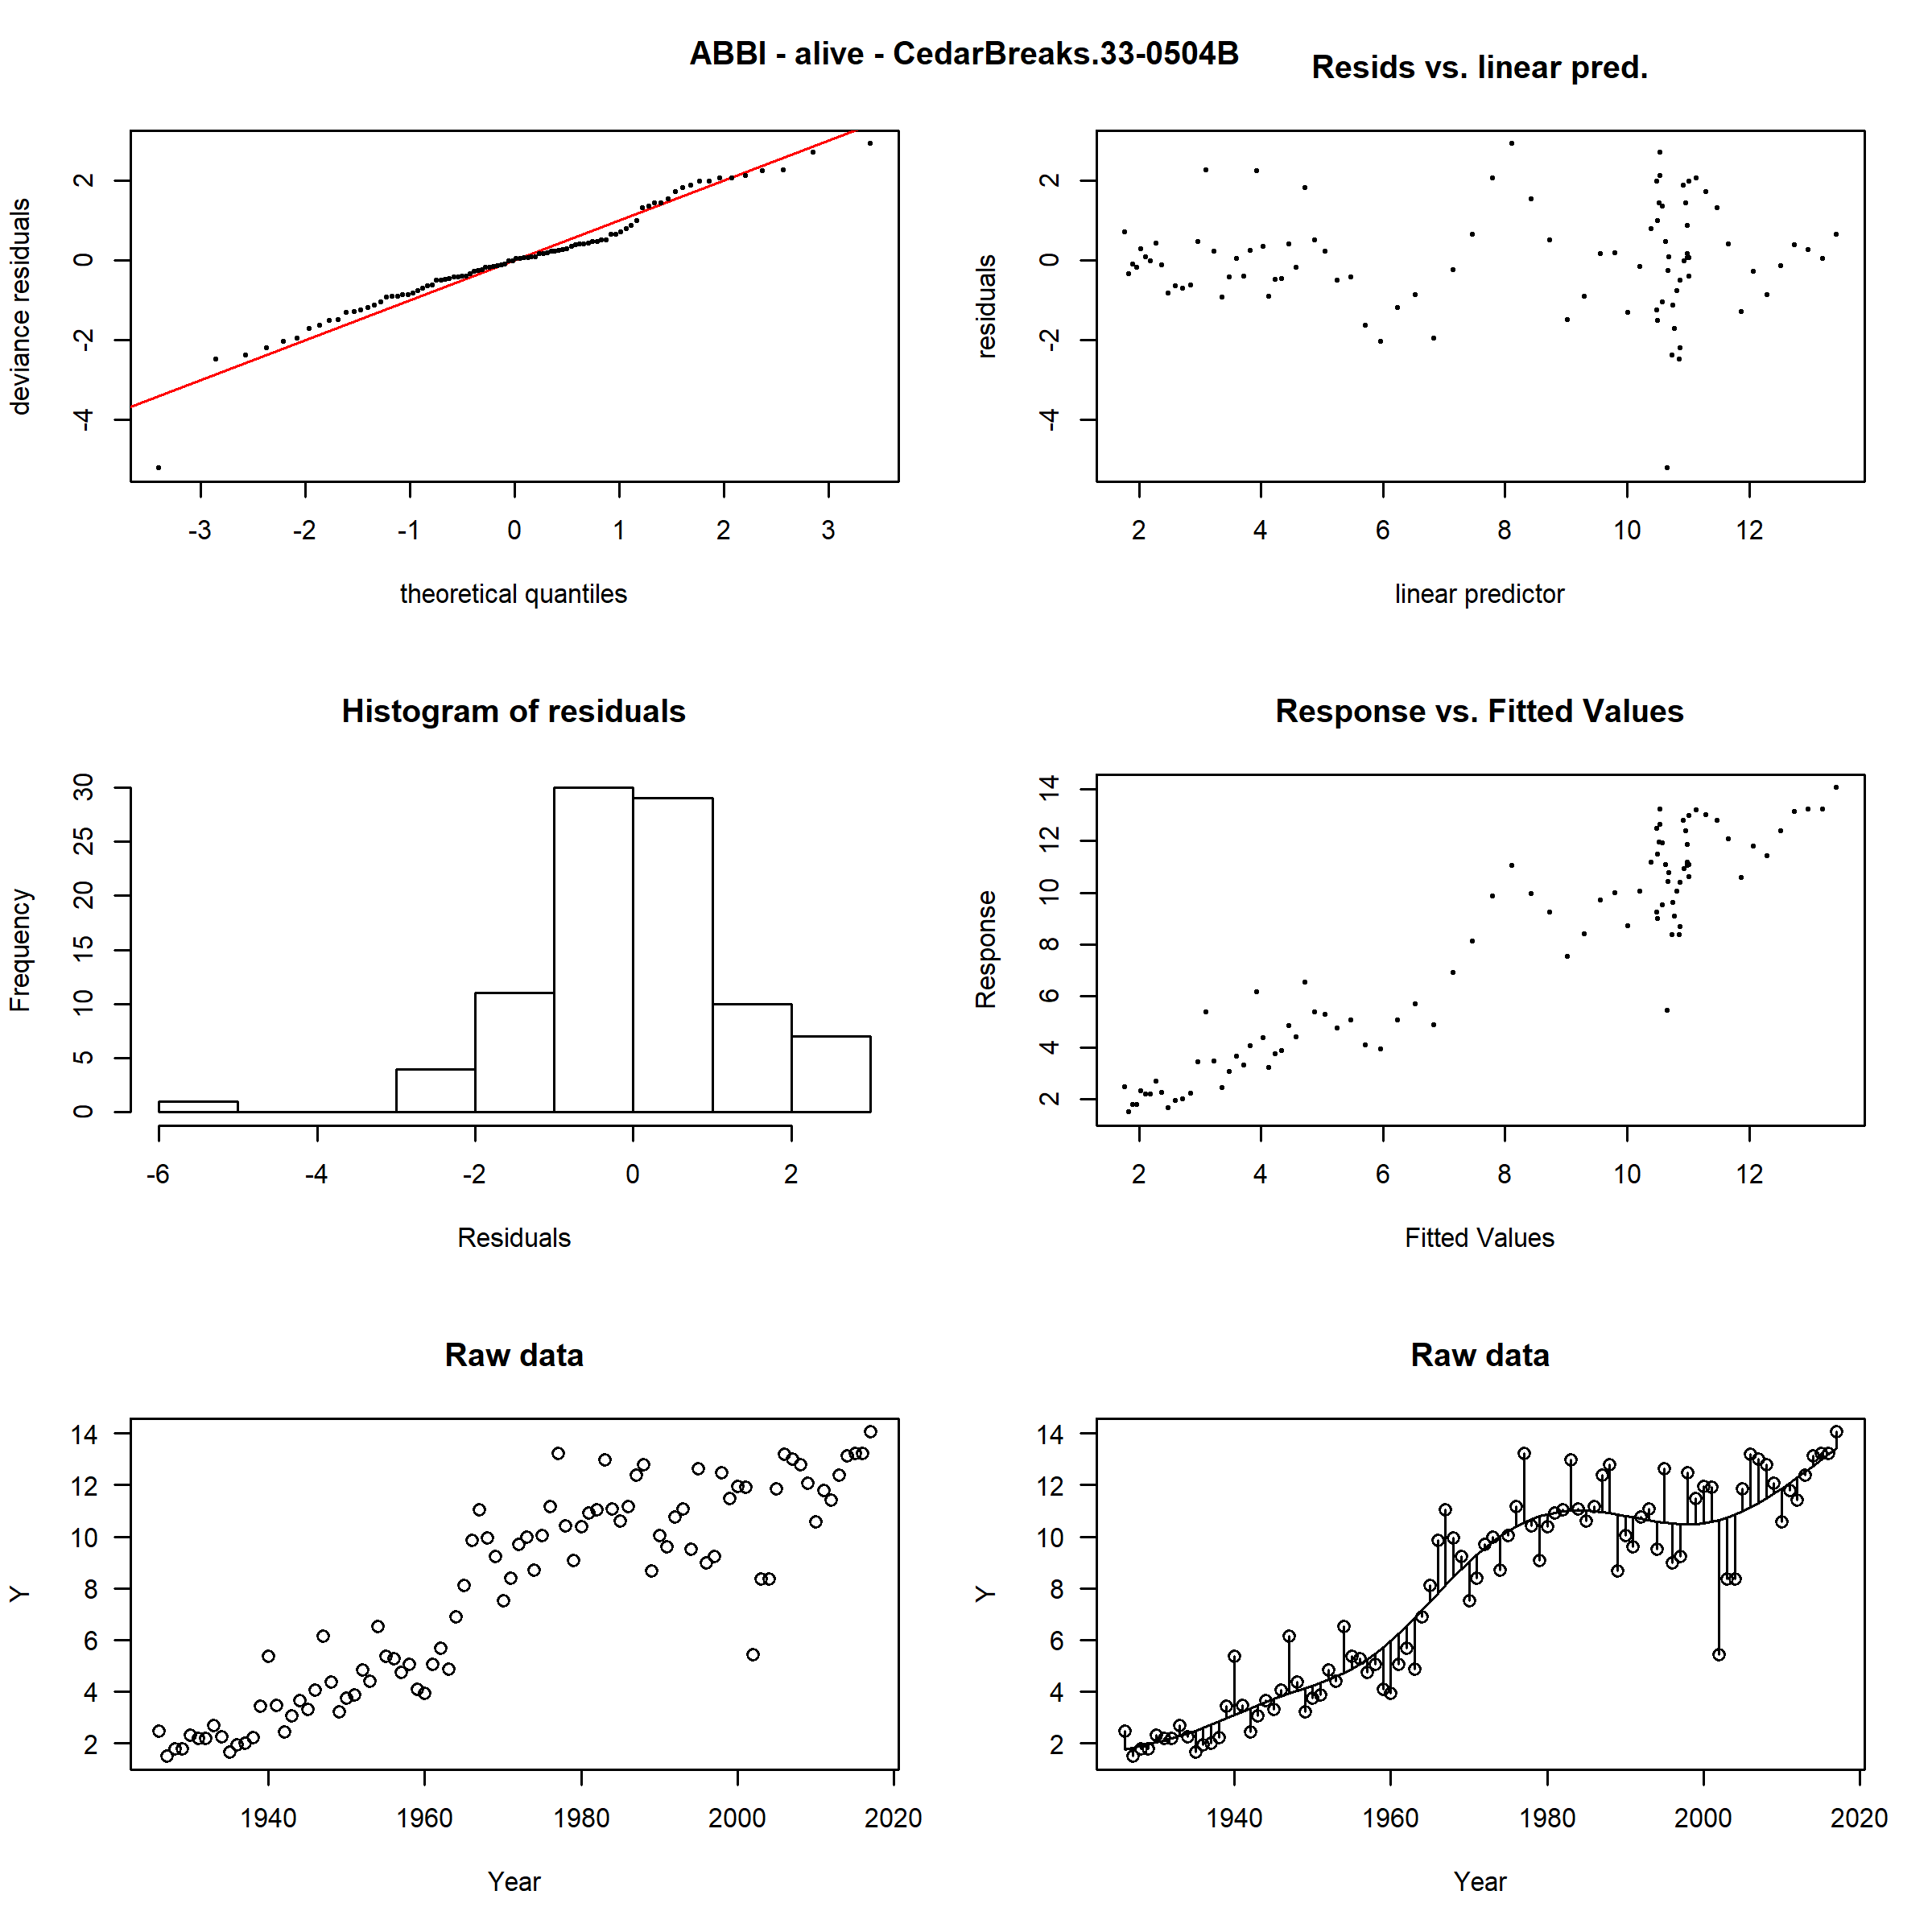 ABBI - alive - CedarBreaks.33-0504B
Resids vs. linear pred.
deviance residuals
-4 -2 0 2
-3 -2 -1 0 1 2 3
theoretical quantiles
residuals
-4 -2 0 2
2 4 6 8 10 12
linear predictor
Histogram of residuals
Frequency
0 5 10 15 20 25 30
-6 -4 -2 0 2
Residuals
Response vs. Fitted Values
Response
2 4 6 8 10 12 14
2 4 6 8 10 12
Fitted Values
Raw data
Y
14
12
10
8
6
4
2
1940 1960 1980 2000 2020
Year
Raw data
Y
14
12
10
8
6
4
2
1940 1960 1980 2000 2020
Year